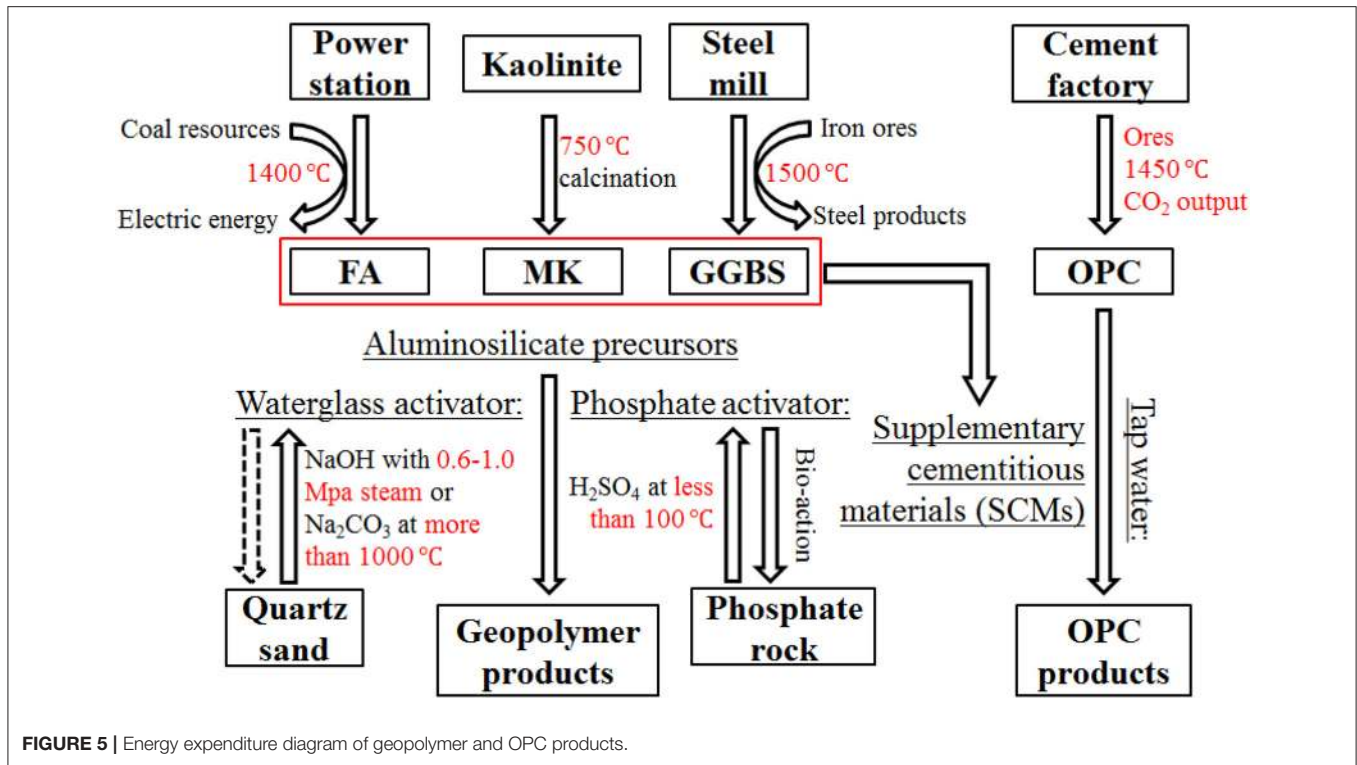 Power
station
Kaolinite
Steel
mill
Cement
factory
Coal resources
1400 ℃
Electric energy
750 ℃
calcination
Iron ores
1500 ℃
Steel products
Ores
1450 ℃
CO₂ output
FA
MK
GGBS
OPC
Aluminosilicate precursors
Waterglass activator:
NaOH with 0.6-1.0
Mpa steam or
Na₂CO₃ at more
than 1000 ℃
Phosphate activator:
H₂SO₄ at less
than 100 ℃
Bio-action
Supplementary
cementitious
materials (SCMs)
Tap water:
Quartz
sand
Geopolymer
products
Phosphate
rock
OPC
products
FIGURE 5 | Energy expenditure diagram of geopolymer and OPC products.